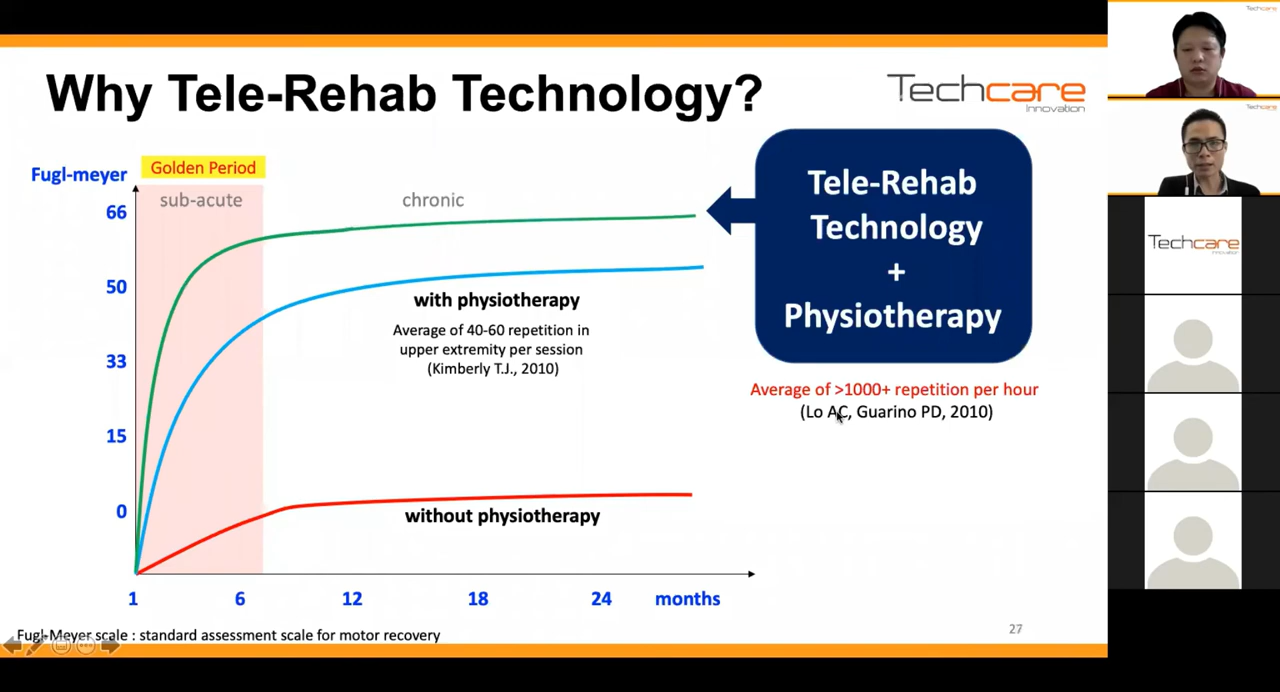 Why Tele-Rehab Technology?
Techcare
Innovation
Golden Period
Fugl-meyer
sub-acute
chronic
66
50
33
15
0
with physiotherapy
Average of 40-60 repetition in
upper extremity per session
(Kimberly T.J., 2010)
without physiotherapy
Tele-Rehab
Technology
+
Physiotherapy
Average of >1000+ repetition per hour
(Lo AC, Guarino PD, 2010)
1
6
12
18
24
months
Fugl-Meyer scale : standard assessment scale for motor recovery
27
Techcare
Techcare
Techcare
Innovation